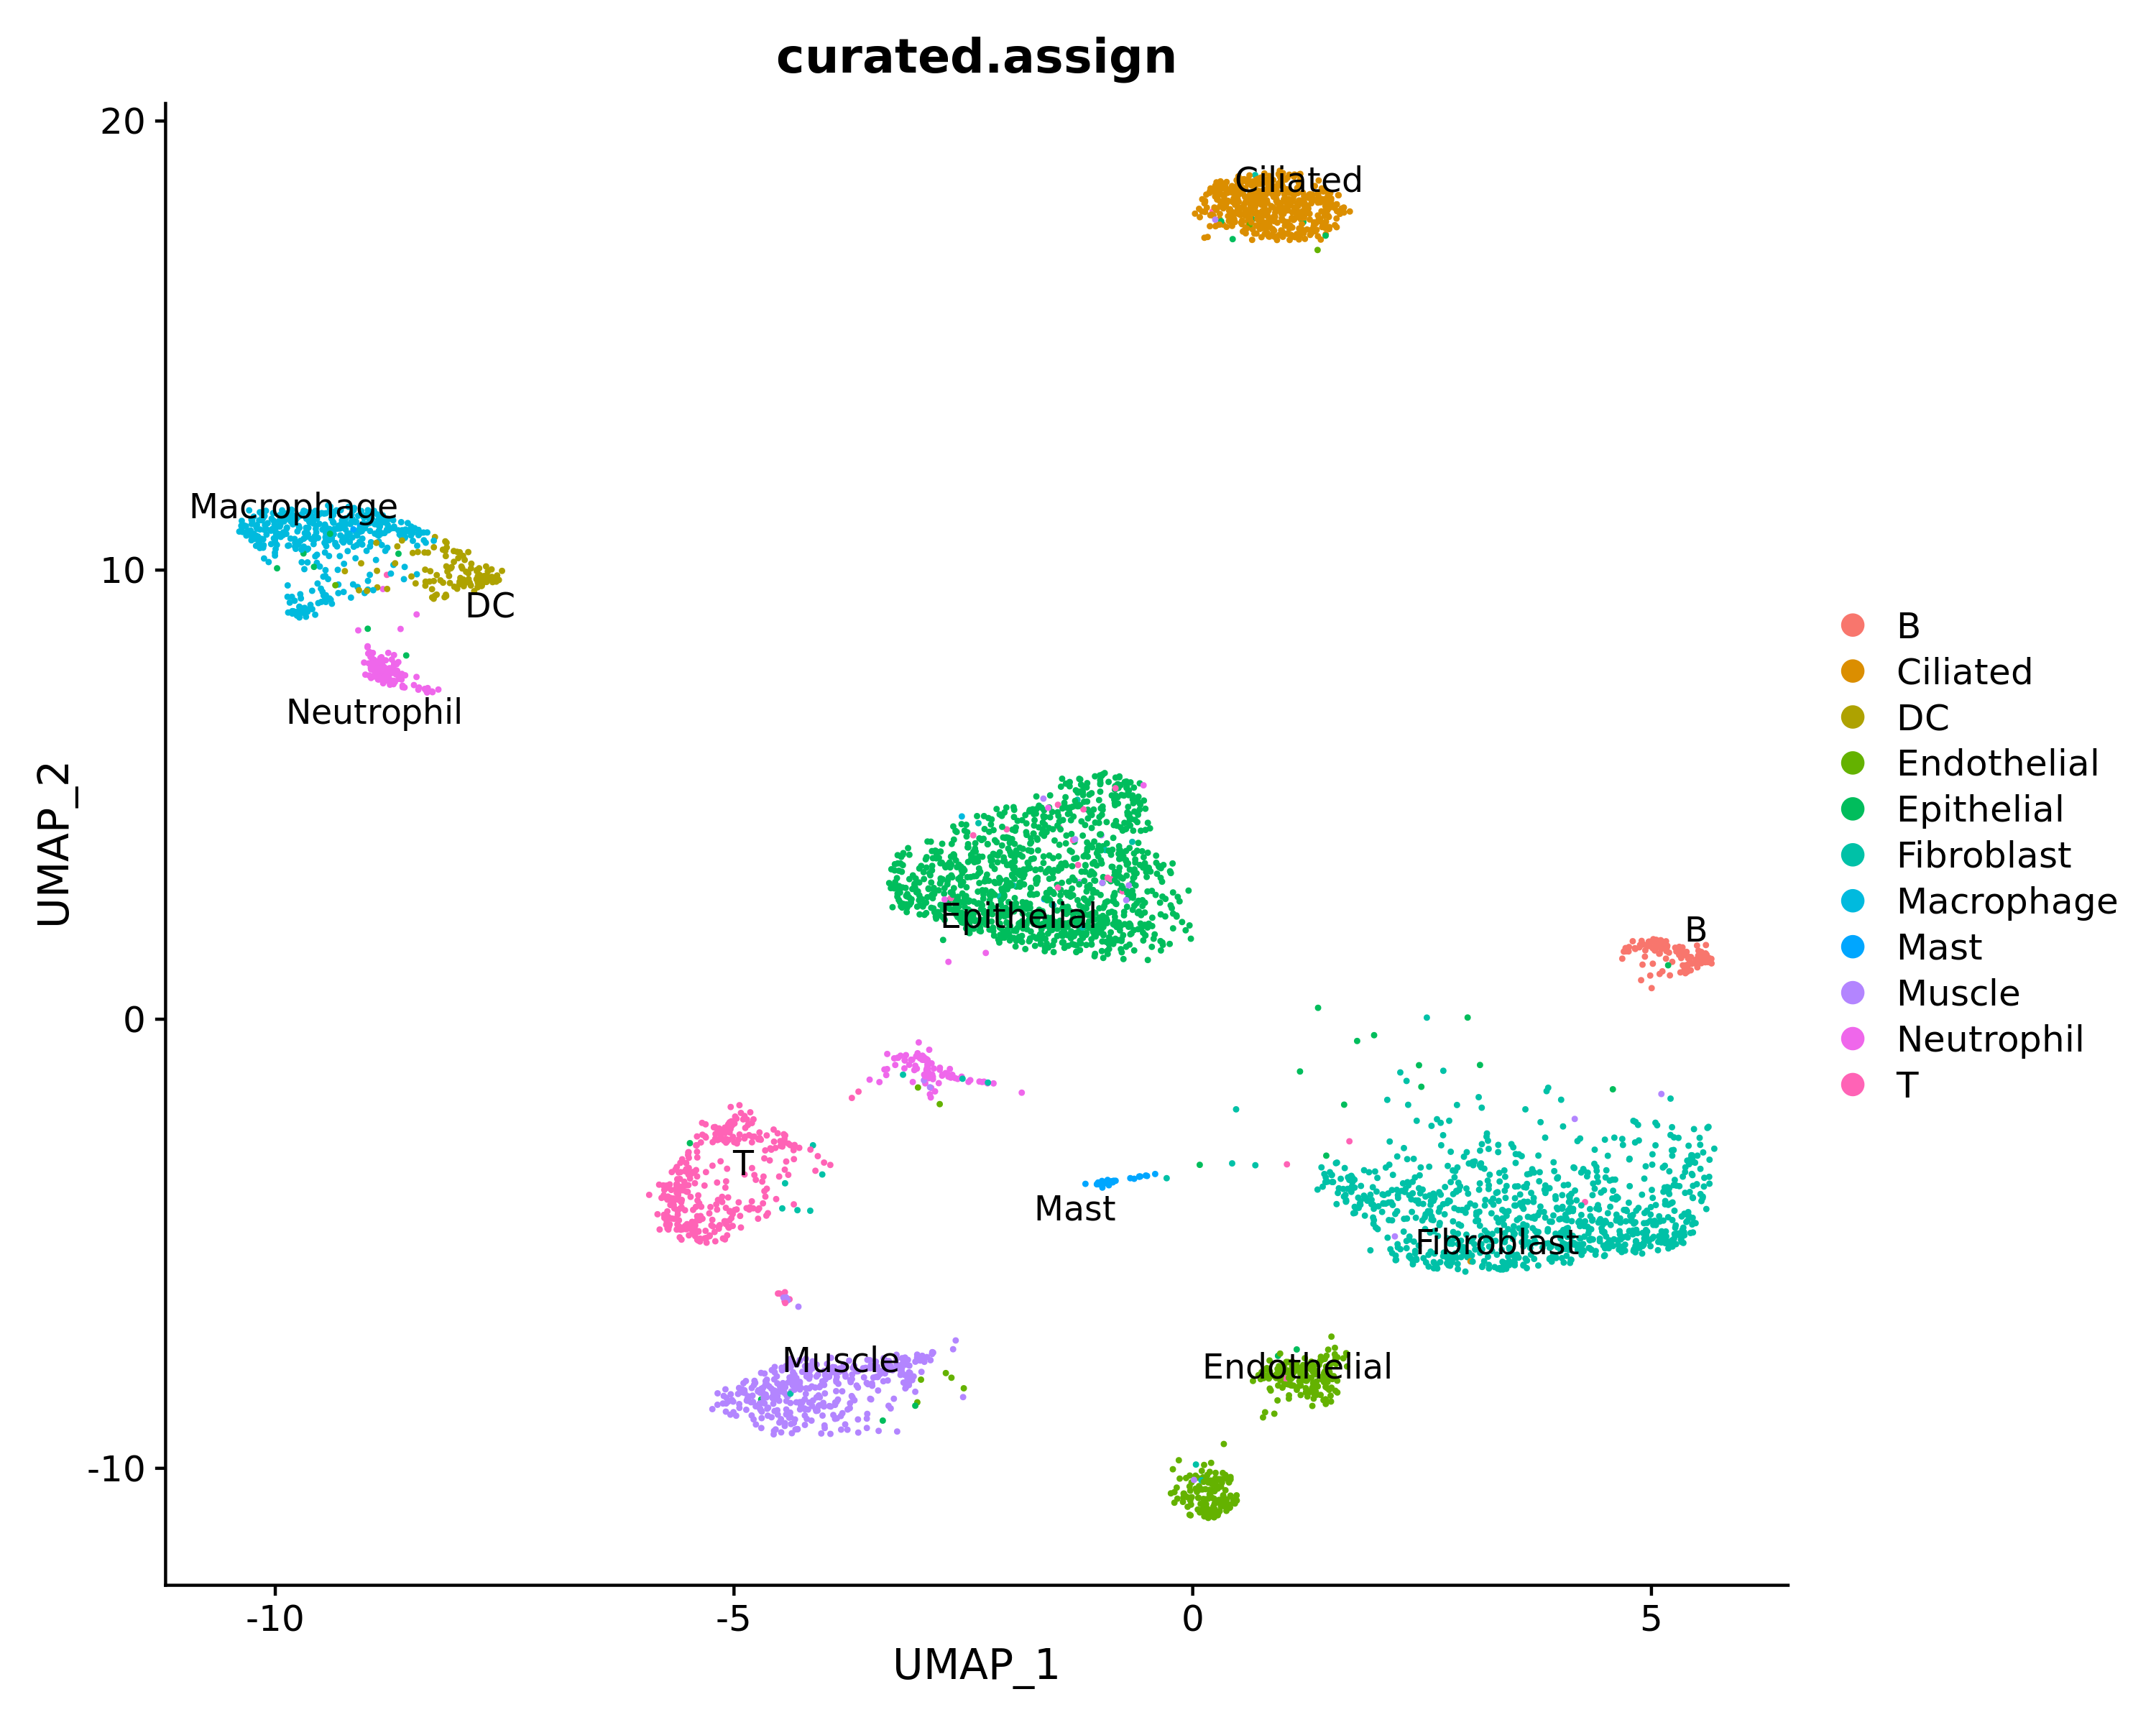 curated.assign
20
10
0
-10
UMAP_2
Ciliated
Macrophage
DC
Neutrophil
Epithelial
B
T
Mast
Fibroblast
Muscle
Endothelial
-10
-5
0
5
UMAP_1
B
Ciliated
DC
Endothelial
Epithelial
Fibroblast
Macrophage
Mast
Muscle
Neutrophil
T